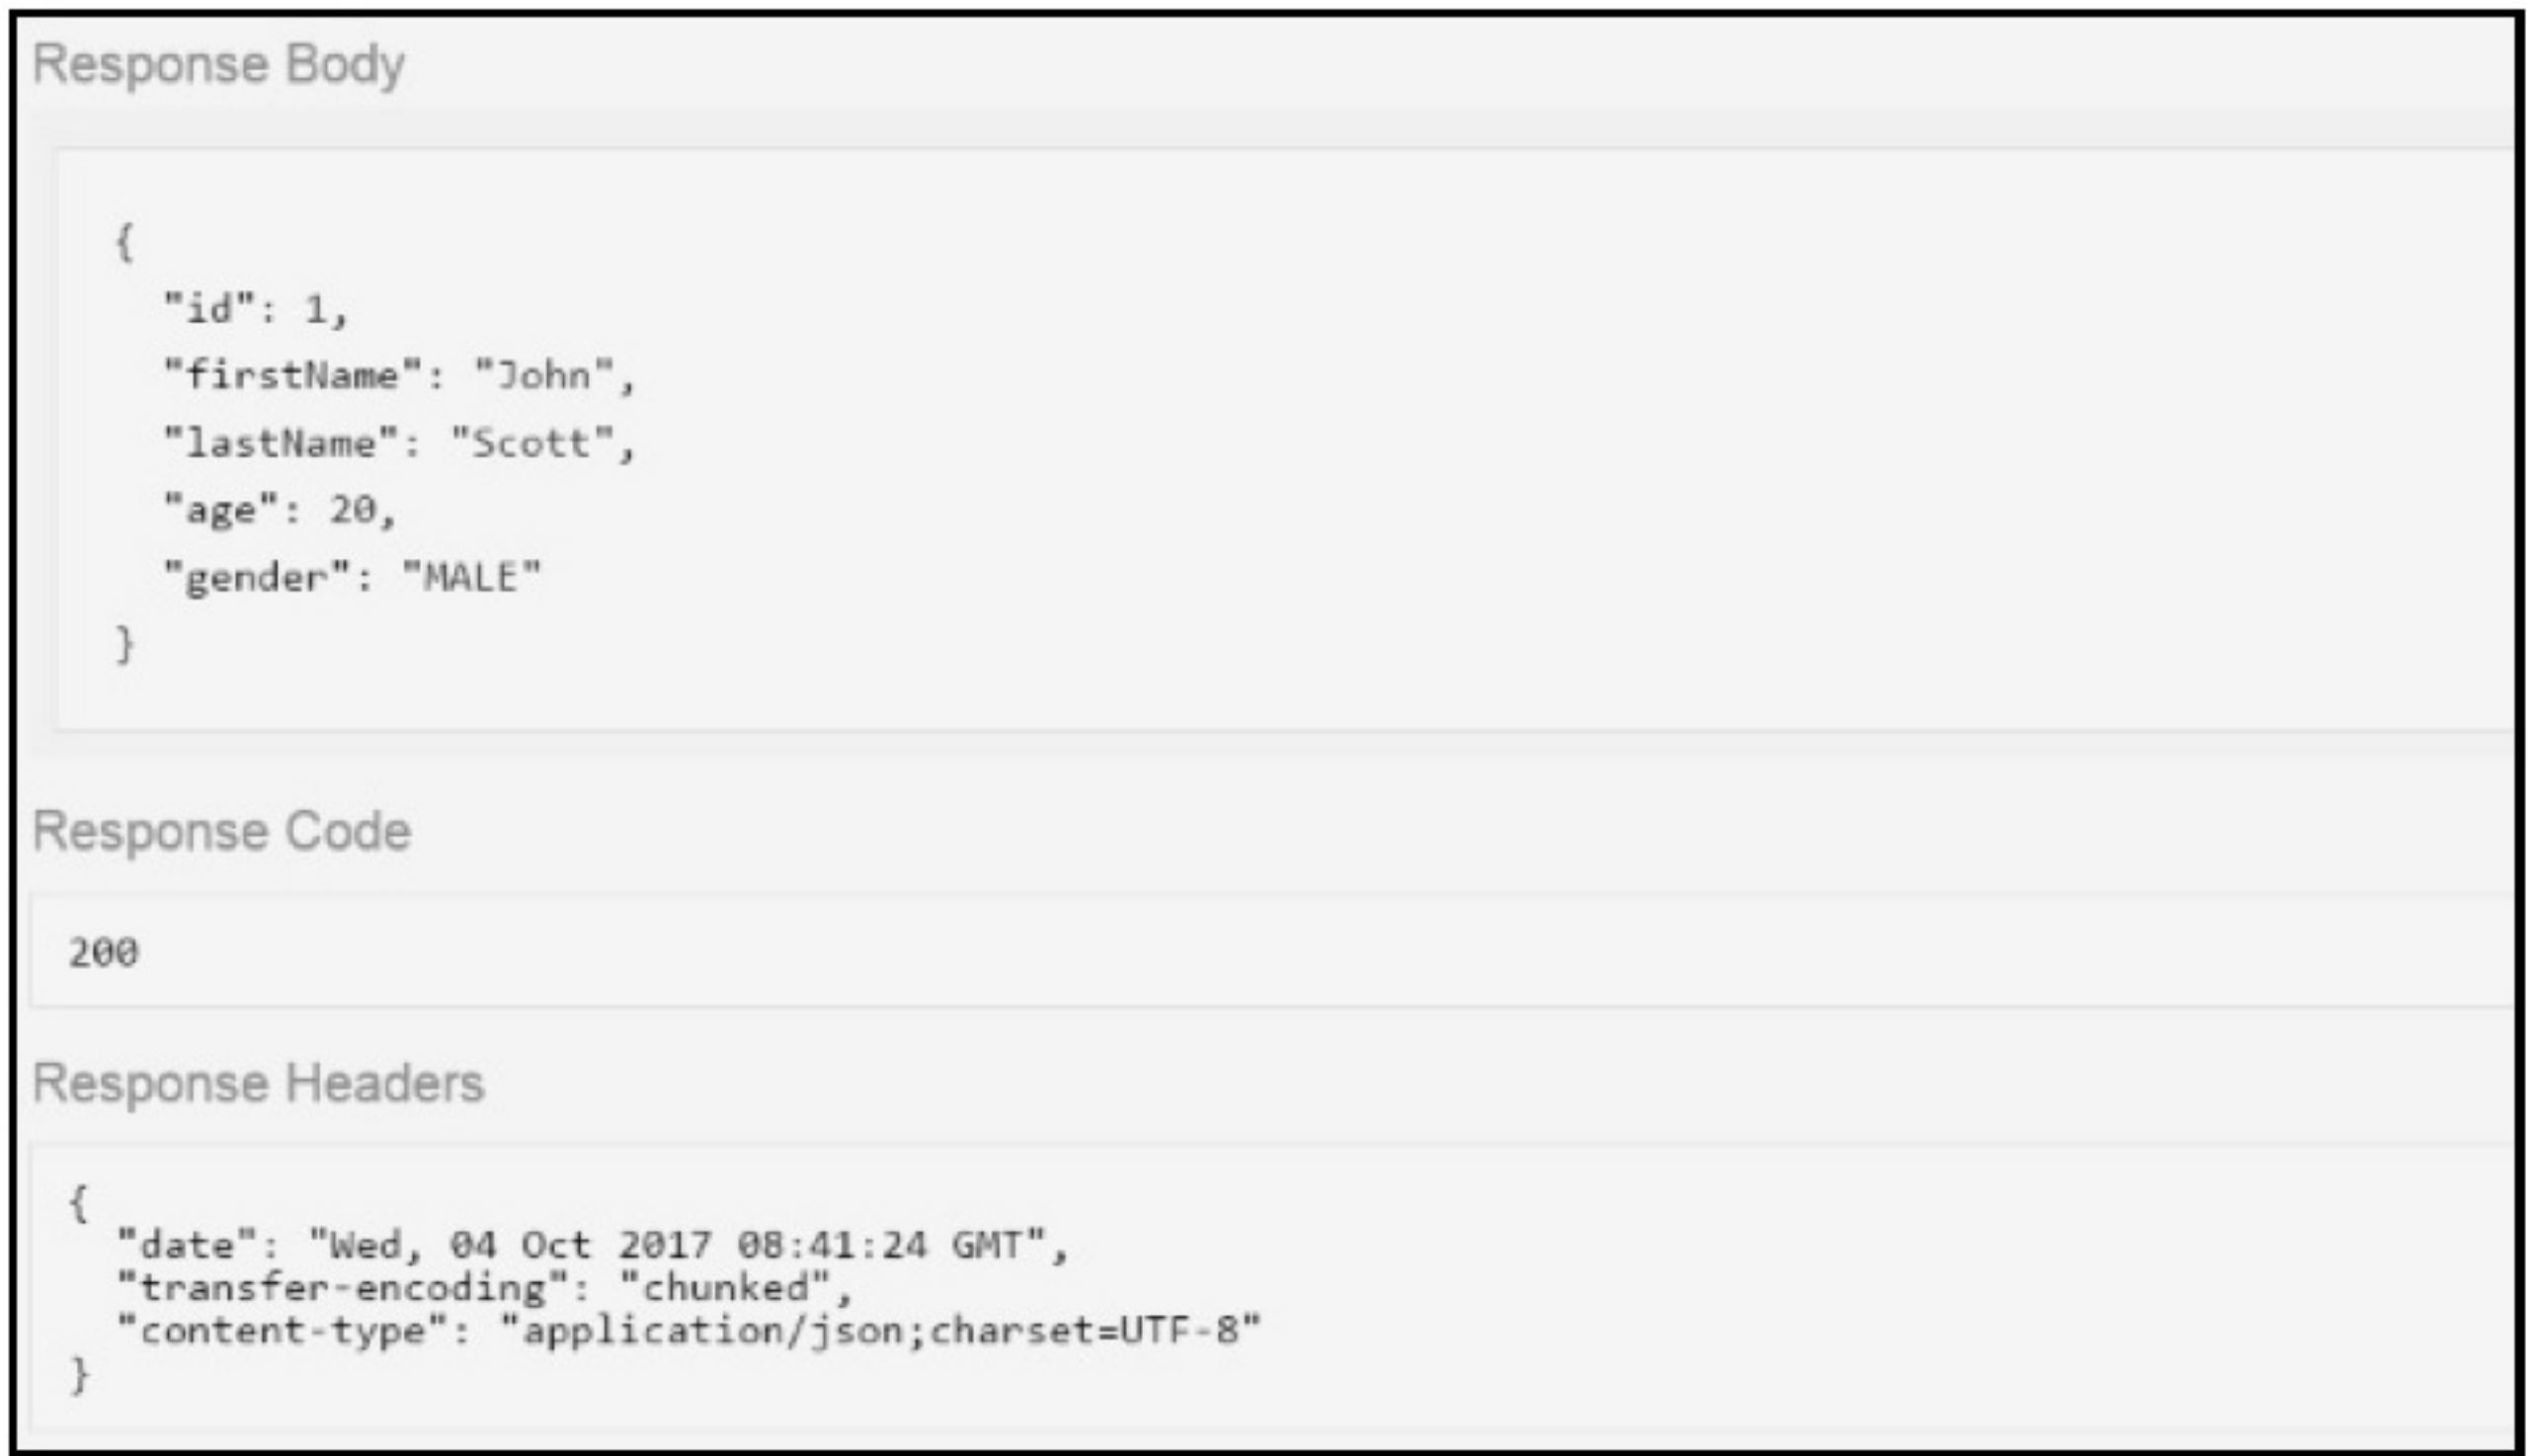 Response Body
{
"id": 1,
"firstName": "John",
"lastName": "Scott",
"age": 20,
"gender": "MALE"
}
Response Code
200
Response Headers
{
"date": "Wed, 04 Oct 2017 08:41:24 GMT",
"transfer-encoding": "chunked",
"content-type": "application/json;charset=UTF-8"
}